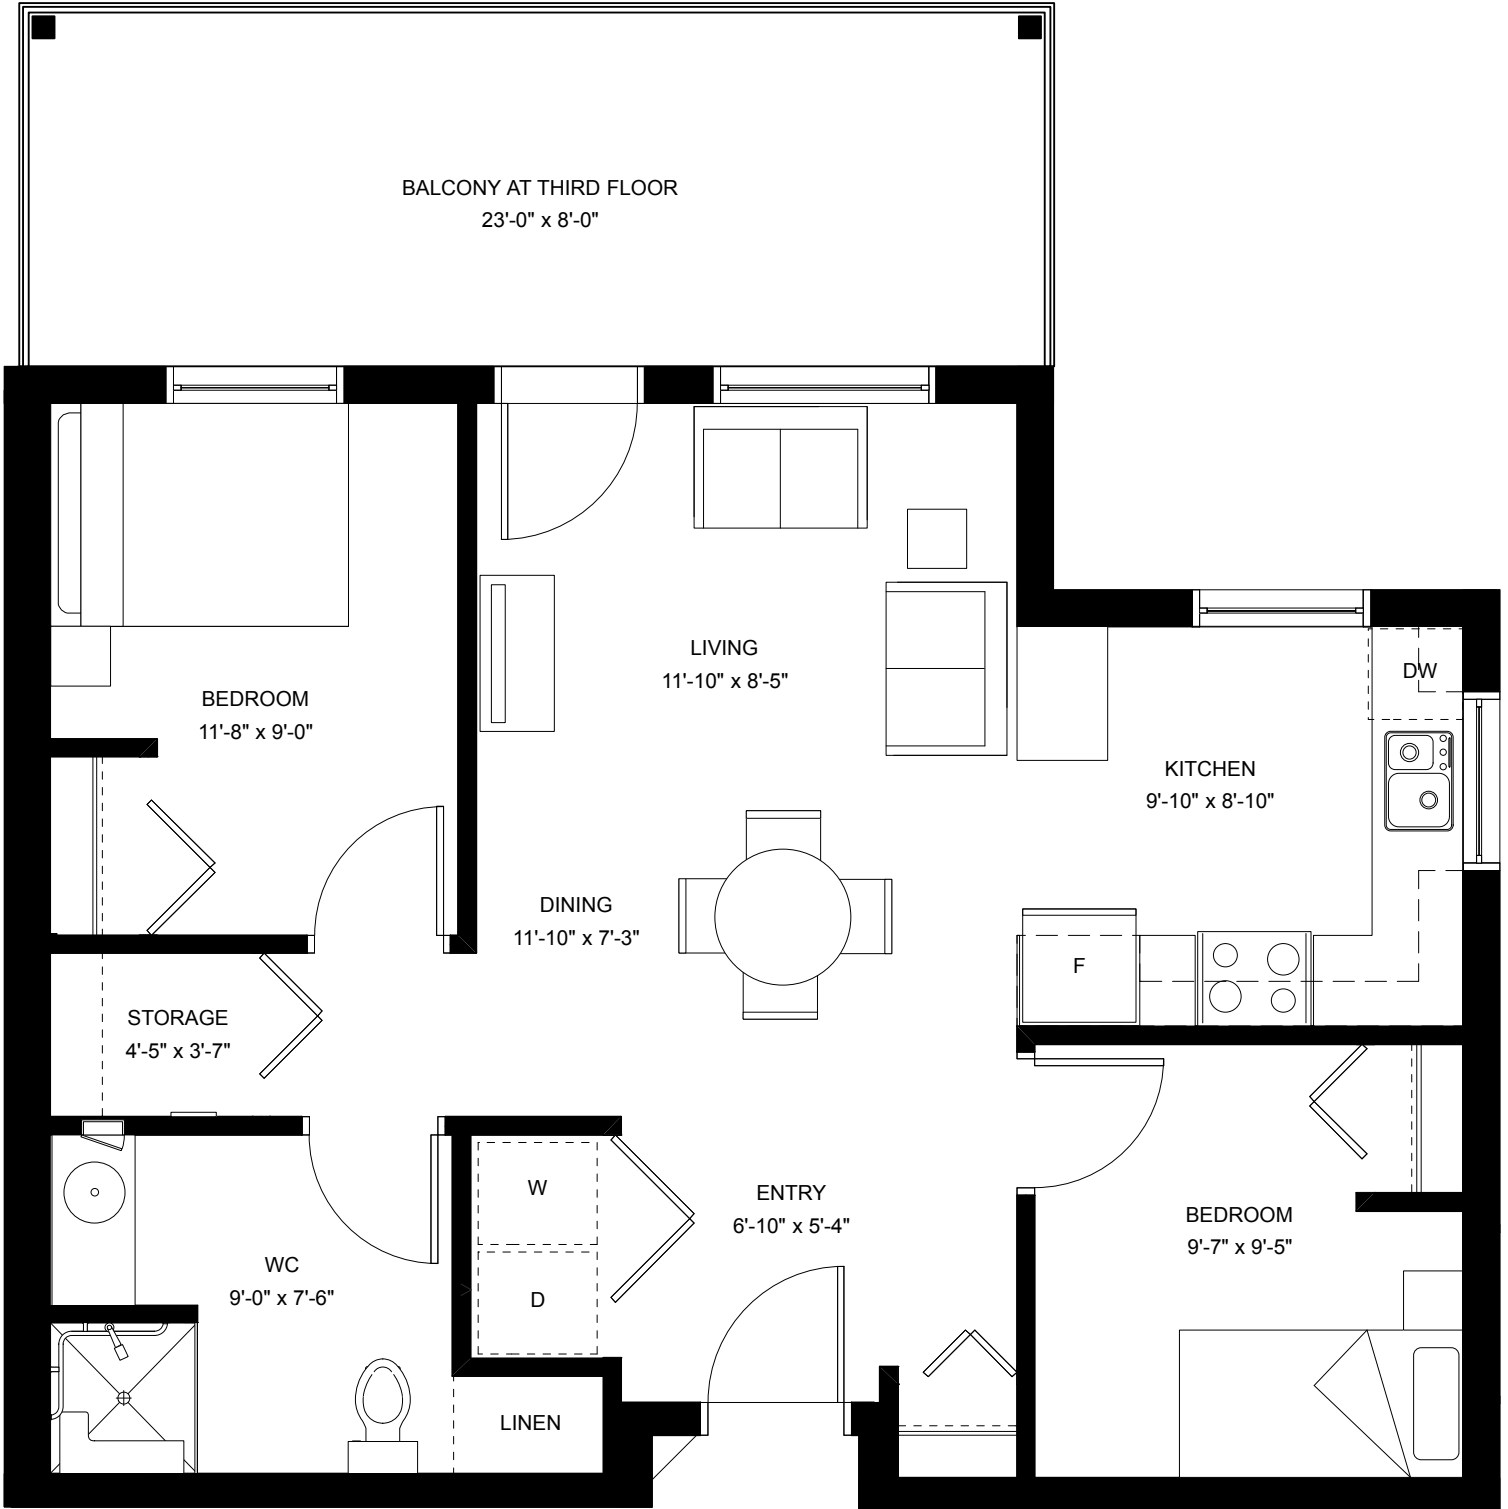 BALCONY AT THIRD FLOOR
23'-0" x 8'-0"
LIVING
11'-10" x 8'-5"
DW
BEDROOM
11'-8" x 9'-0"
KITCHEN
9'-10" x 8'-10"
DINING
11'-10" x 7'-3"
F
STORAGE
4'-5" x 3'-7"
W
ENTRY
6'-10" x 5'-4"
BEDROOM
9'-7" x 9'-5"
WC
9'-0" x 7'-6"
D
LINEN